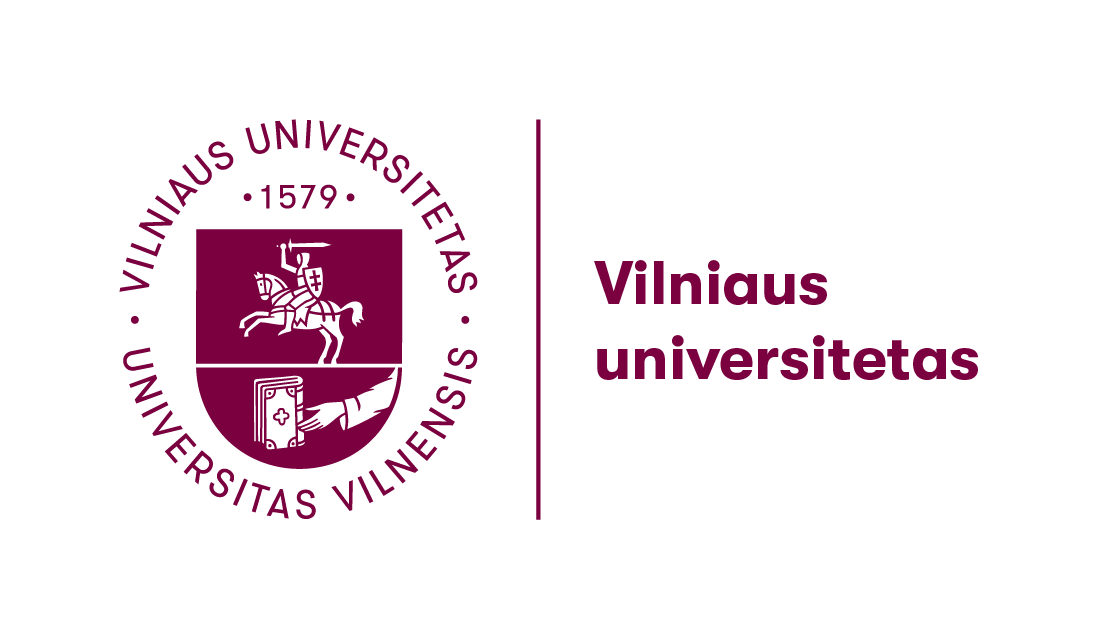 VILNIAUS UNIVERSITETAS
· 1579 ·
· UNIVERSITAS VILNENSIS ·
Vilniaus
universitetas